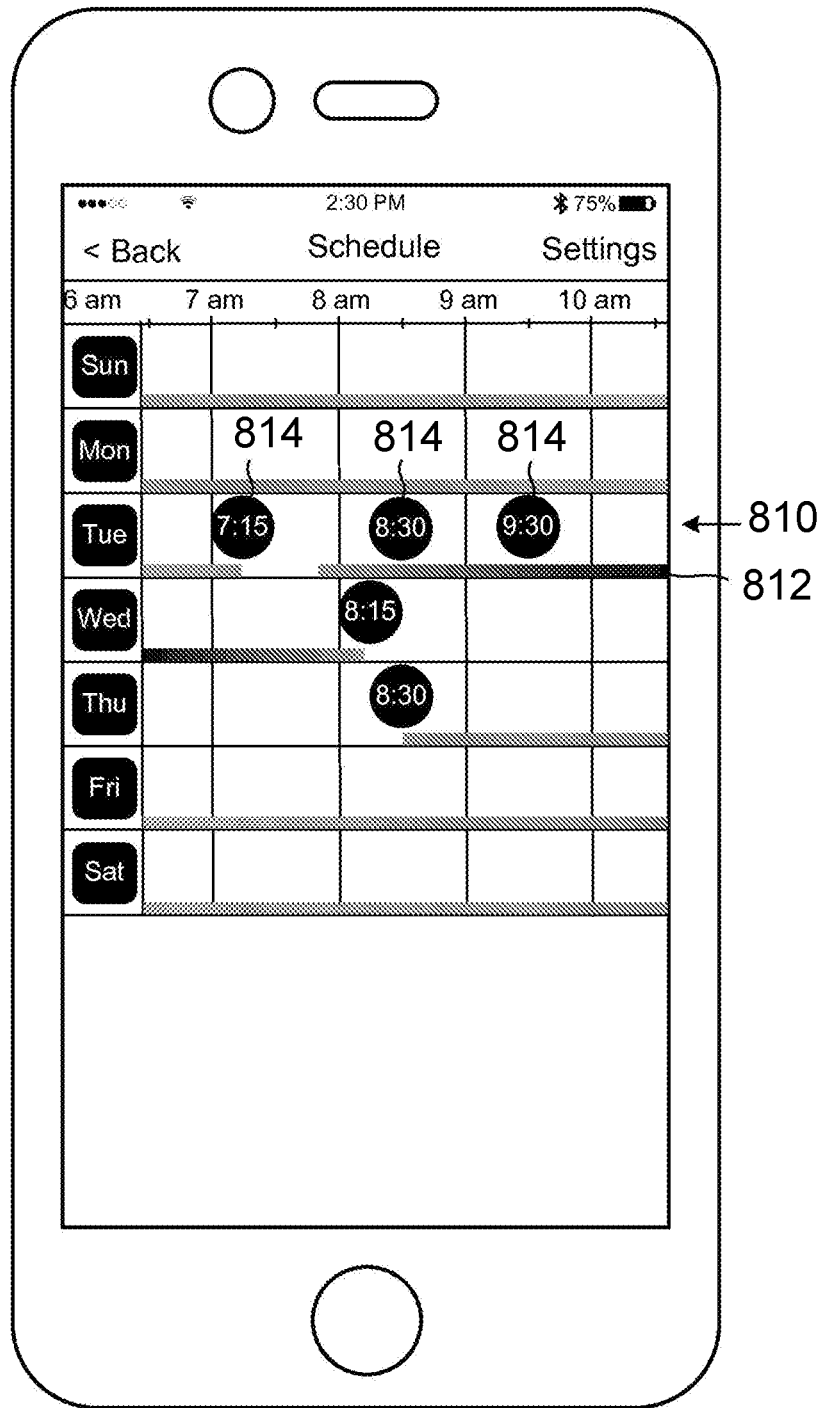 2:30 PM 75%
< Back Schedule Settings
6 am 7 am 8 am 9 am 10 am
Sun
Mon 814 814 814
Tue 7:15 8:30 9:30 810
812
Wed 8:15
Thu 8:30
Fri
Sat